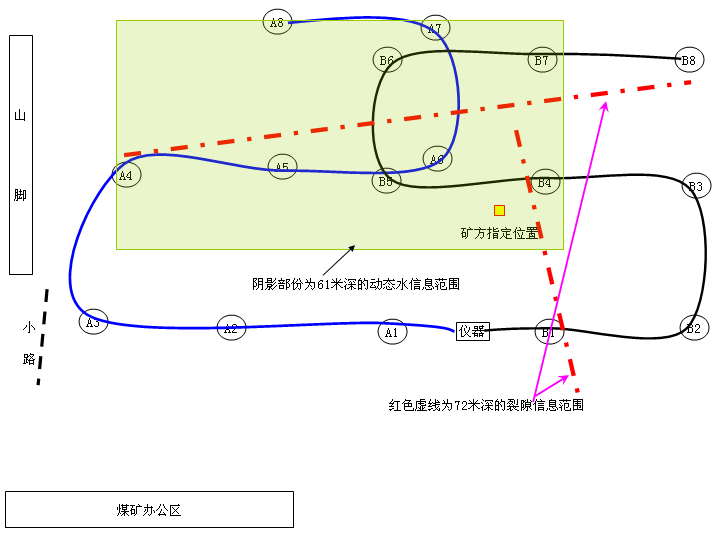 A8
A7
B6
B7
B8
山
脚
A4
A5
A6
B5
B4
B3
矿方指定位置
阴影部份为61米深的动态水信息范围
小
路
A3
A2
A1
仪器
B1
B2
红色虚线为72米深的裂隙信息范围
煤矿办公区